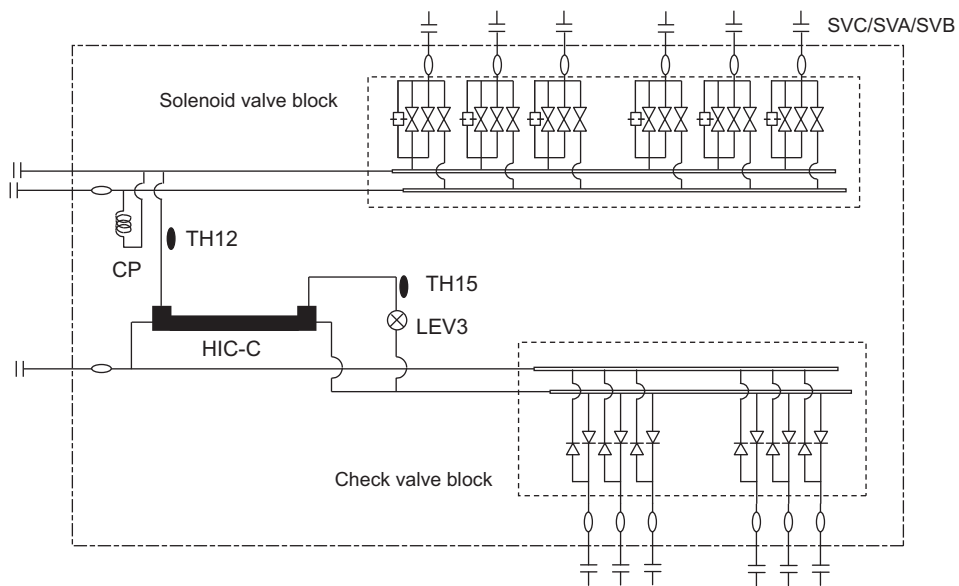 SVC/SVA/SVB
Solenoid valve block
TH12
CP
TH15
LEV3
HIC-C
Check valve block